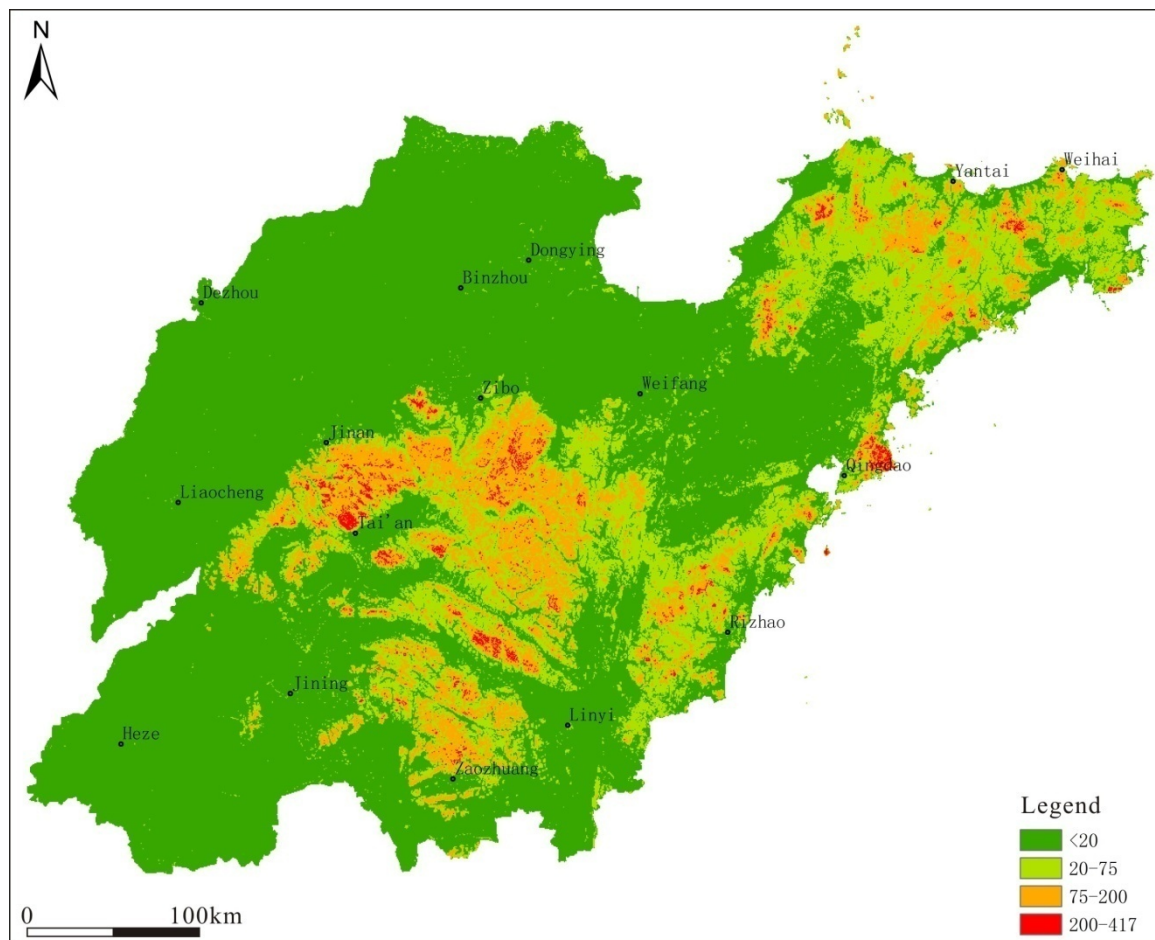 N
Yantai
Weihai
Dongying
Binzhou
Dezhou
Zibo
Weifang
Jinan
Qingdao
Liaocheng
Tai'an
Rizhao
Jining
Linyi
Heze
Zaozhuang
Legend
<20
20-75
75-200
200-417
0 100km